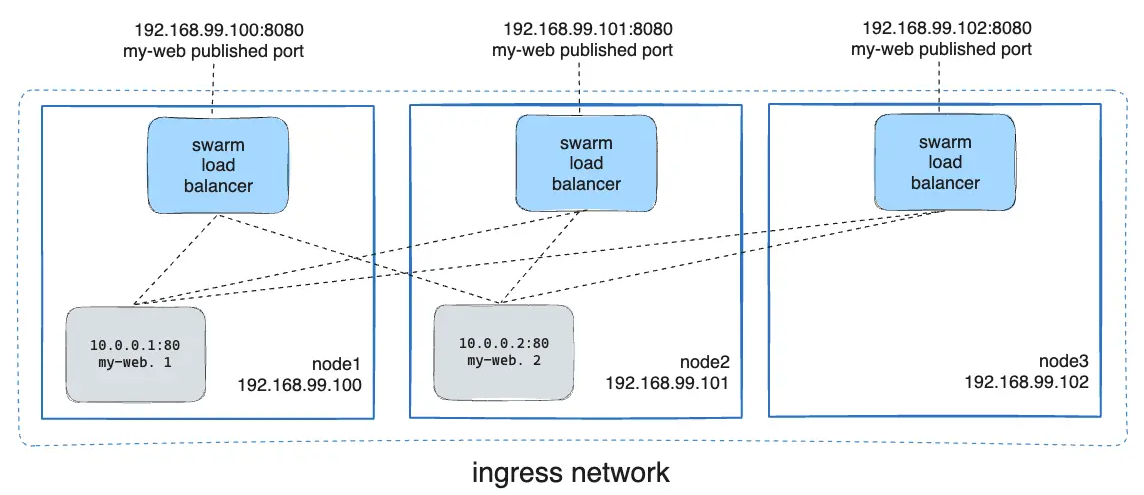 192.168.99.100:8080
my-web published port
192.168.99.101:8080
my-web published port
192.168.99.102:8080
my-web published port
swarm
load
balancer
swarm
load
balancer
swarm
load
balancer
10.0.0.1:80
my-web. 1
node1
192.168.99.100
10.0.0.2:80
my-web. 2
node2
192.168.99.101
node3
192.168.99.102
ingress network